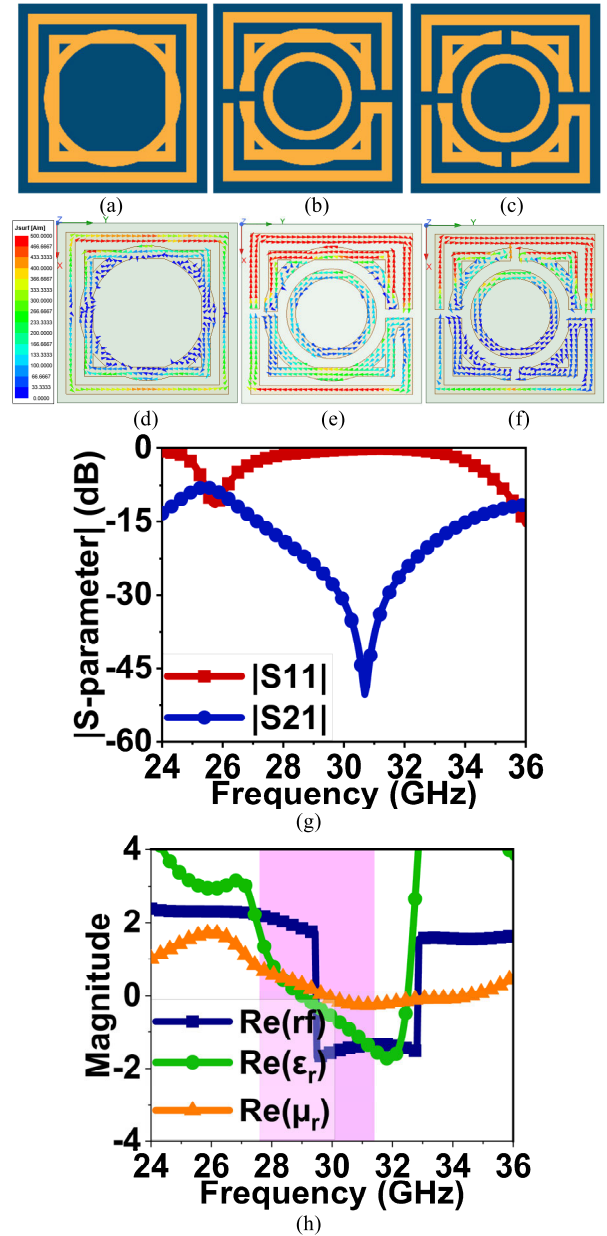 (a) (b) (c)
Z Y Z Y Z Y
Jsurf [A/m]
500.0000
466.6667
433.3333
400.0000
366.6667
333.3333
300.0000
266.6667
233.3333
200.0000
166.6667
133.3333
100.0000
66.6667
33.3333
0.0000
X X X
(d) (e) (f)
|S-parameter| (dB)
0
-15
-30
-45
-60
|S11|
|S21|
24 26 28 30 32 34 36
Frequency (GHz)
(g)
Magnitude
4
2
0
-2
-4
Re(rf)
Re(εr)
Re(μr)
24 26 28 30 32 34 36
Frequency (GHz)
(h)